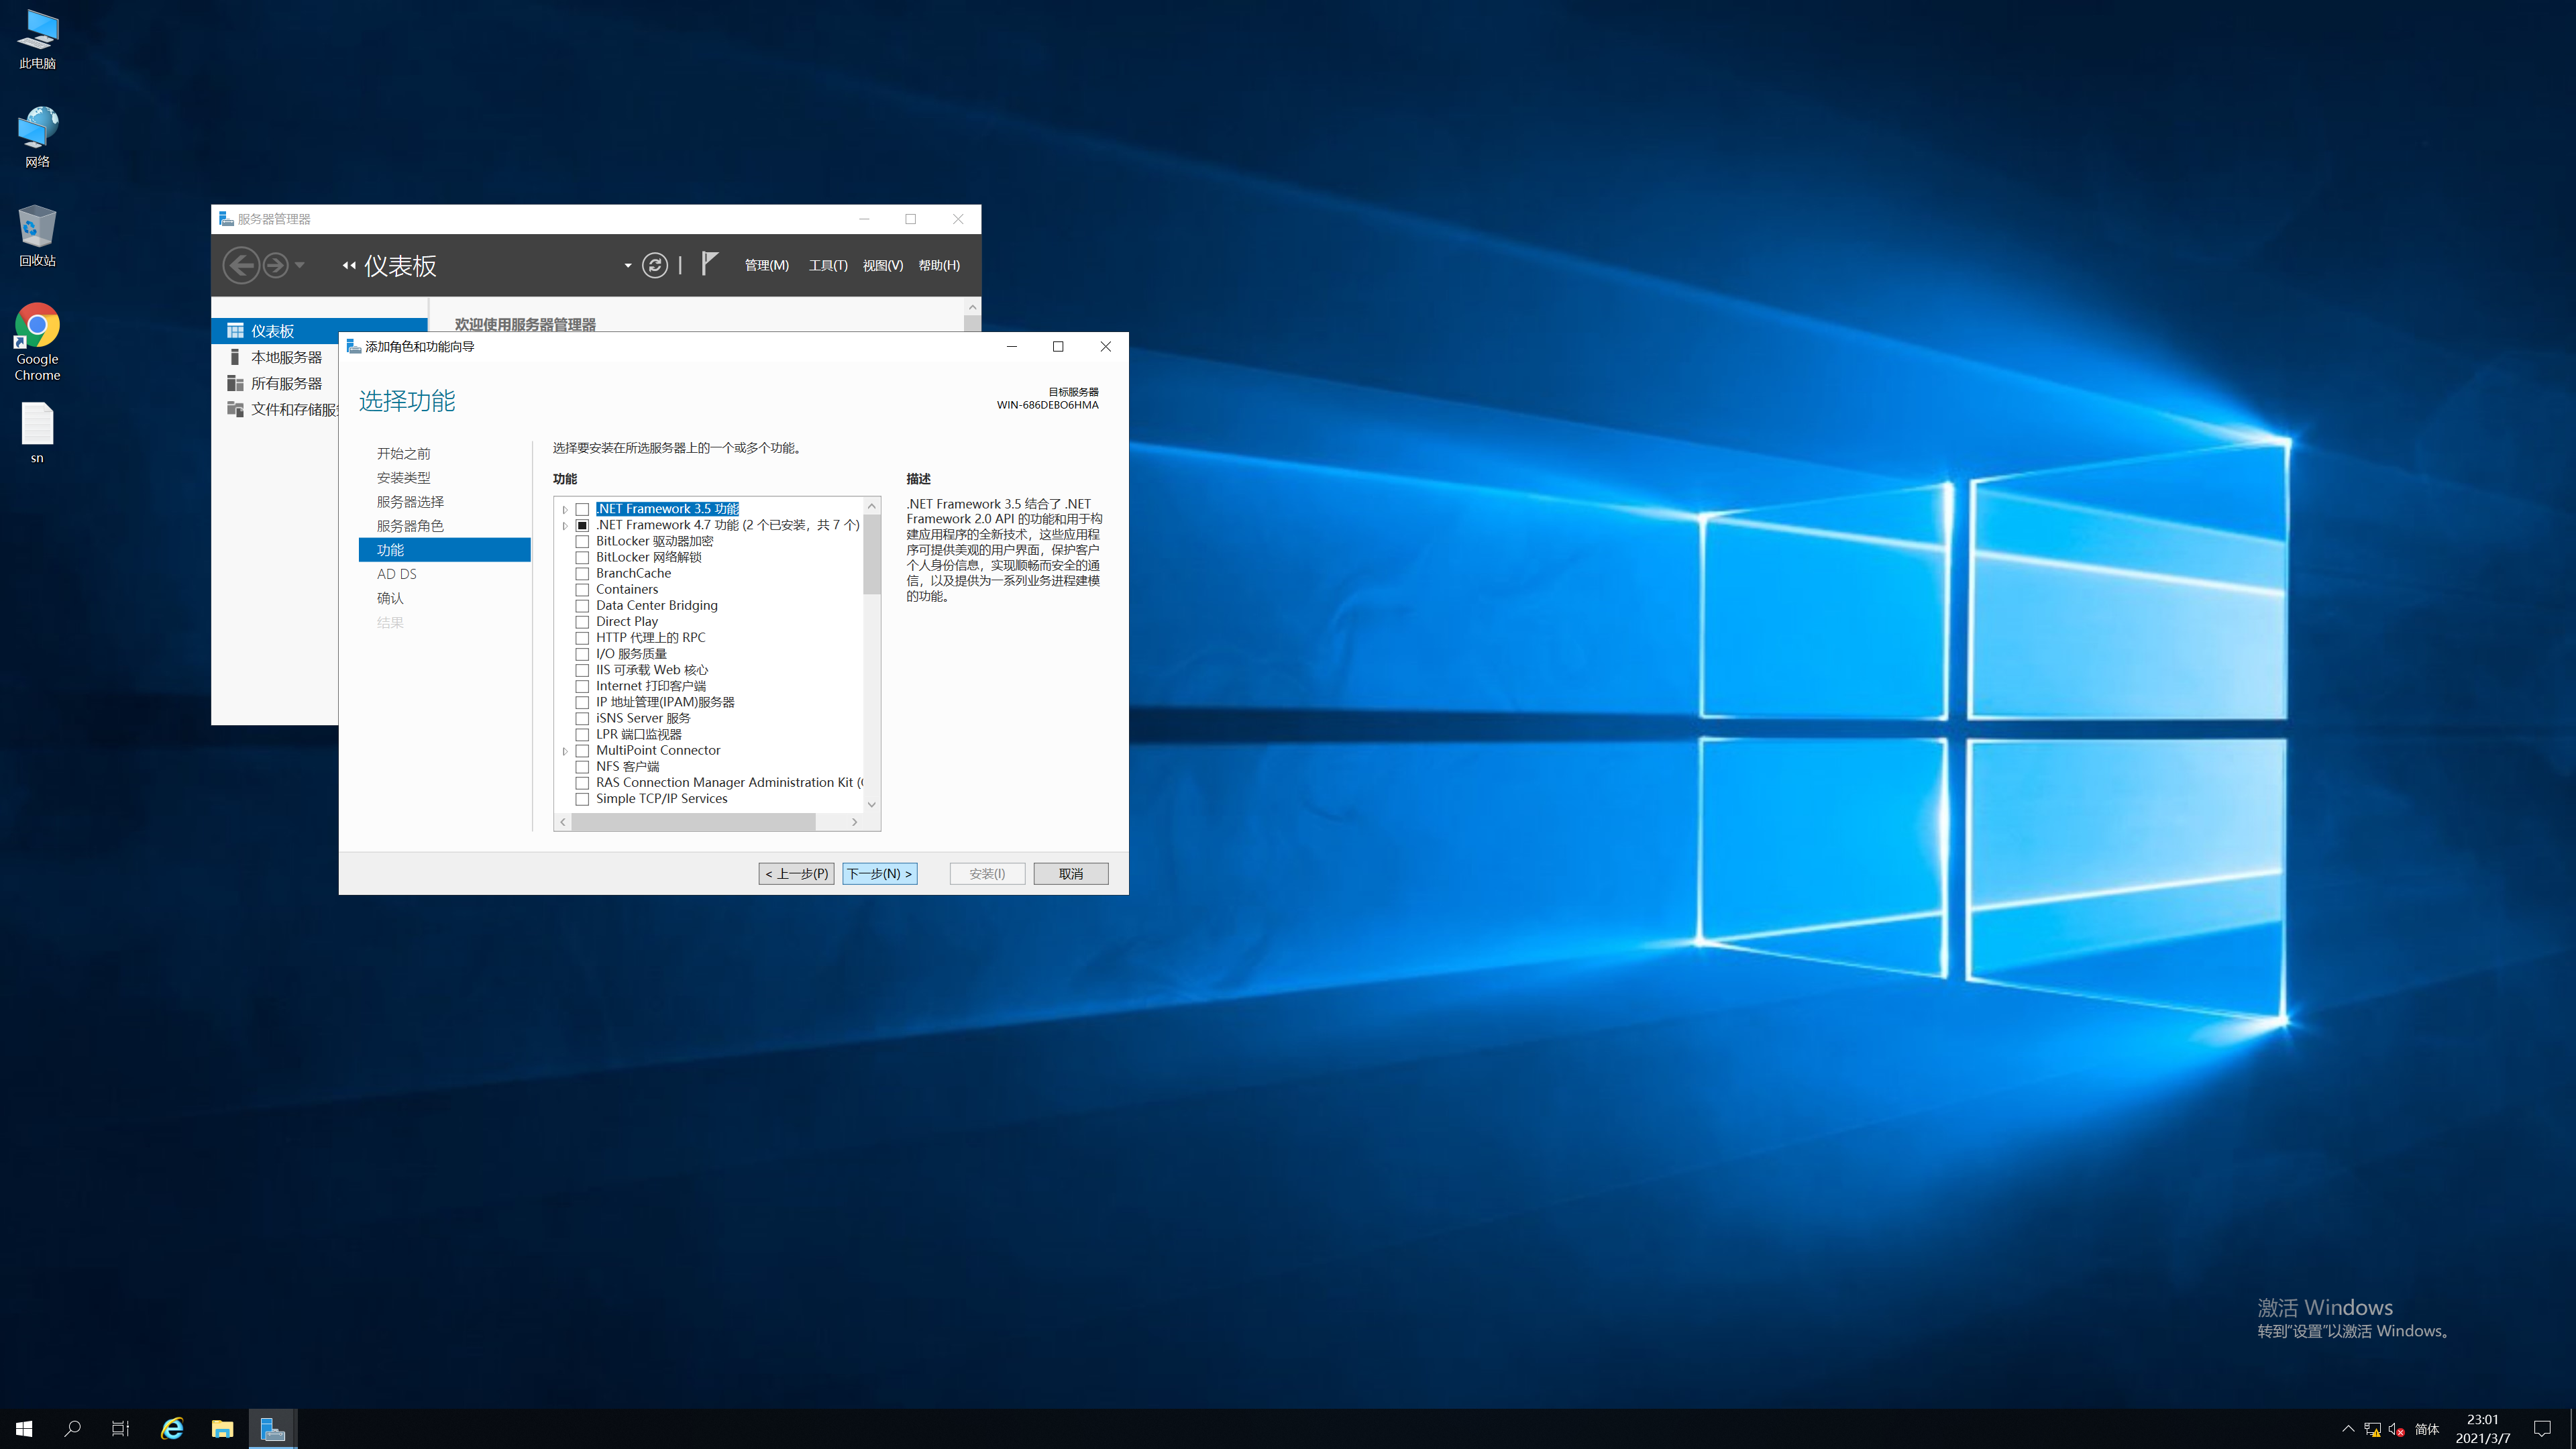 此电脑
网络
回收站
Google
Chrome
sn
服务器管理器
仪表板
管理(M)
工具(T)
视图(V)
帮助(H)
仪表板
本地服务器
所有服务器
文件和存储服
欢迎使用服务器管理器
添加角色和功能向导
选择功能
目标服务器
WIN-686DEBO6HMA
开始之前
安装类型
服务器选择
服务器角色
功能
AD DS
确认
结果
选择要安装在所选服务器上的一个或多个功能。
功能
.NET Framework 3.5 功能
.NET Framework 4.7 功能 (2 个已安装，共 7 个)
BitLocker 驱动器加密
BitLocker 网络解锁
BranchCache
Containers
Data Center Bridging
Direct Play
HTTP 代理上的 RPC
I/O 服务质量
IIS 可承载 Web 核心
Internet 打印客户端
IP 地址管理(IPAM)服务器
iSNS Server 服务
LPR 端口监视器
MultiPoint Connector
NFS 客户端
RAS Connection Manager Administration Kit (
Simple TCP/IP Services
描述
.NET Framework 3.5 结合了 .NET
Framework 2.0 API 的功能和用于构
建应用程序的全新技术，这些应用程
序可提供美观的用户界面，保护客户
个人身份信息，实现顺畅而安全的通
信，以及提供为一系列业务进程建模
的功能。
< 上一步(P)
下一步(N) >
安装(I)
取消
激活 Windows
转到"设置"以激活 Windows。
简体
23:01
2021/3/7